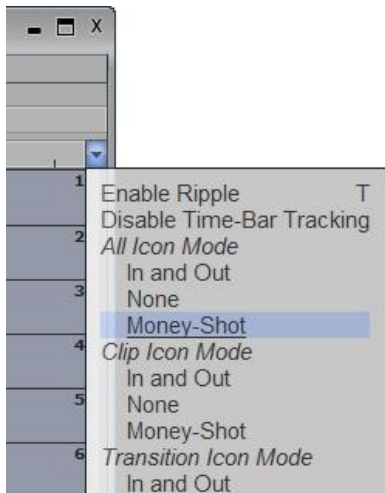 X
1
Enable Ripple T
Disable Time-Bar Tracking
2
All Icon Mode
In and Out
3
None
Money-Shot
4
Clip Icon Mode
In and Out
5
None
Money-Shot
6
Transition Icon Mode
In and Out